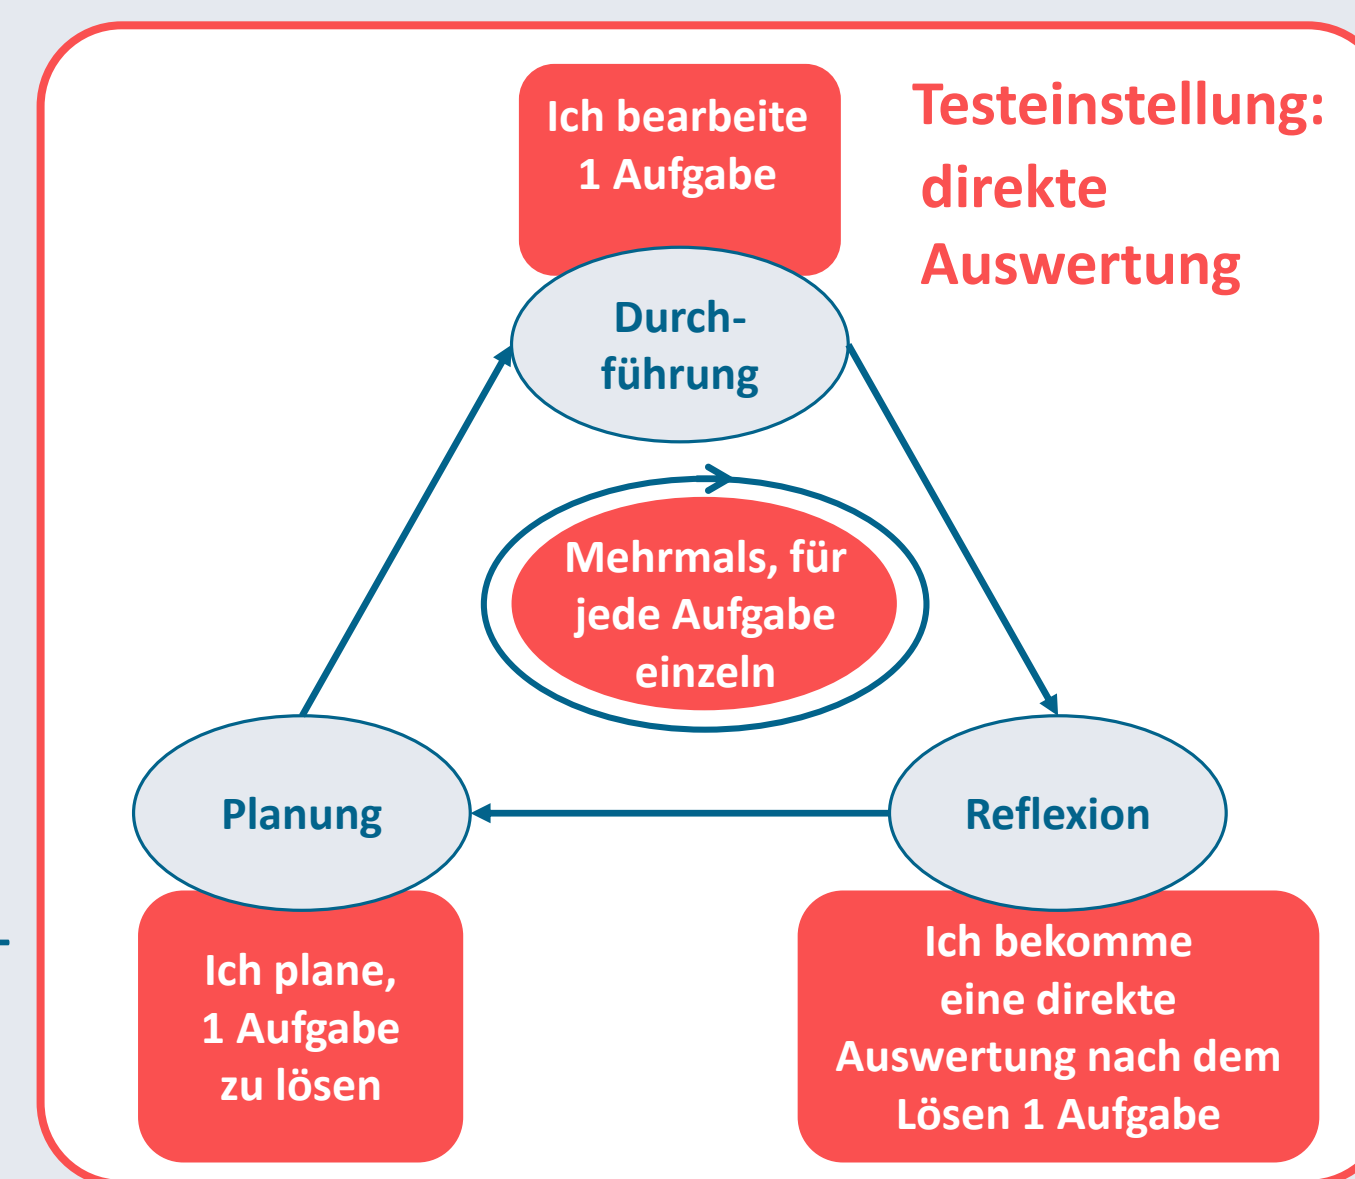 Testeinstellung:
direkte
Auswertung
Ich bearbeite
1 Aufgabe
Durch-
führung
Mehrmals, für
jede Aufgabe
einzeln
Planung
Reflexion
Ich plane,
1 Aufgabe
zu lösen
Ich bekomme
eine direkte
Auswertung nach dem
Lösen 1 Aufgabe